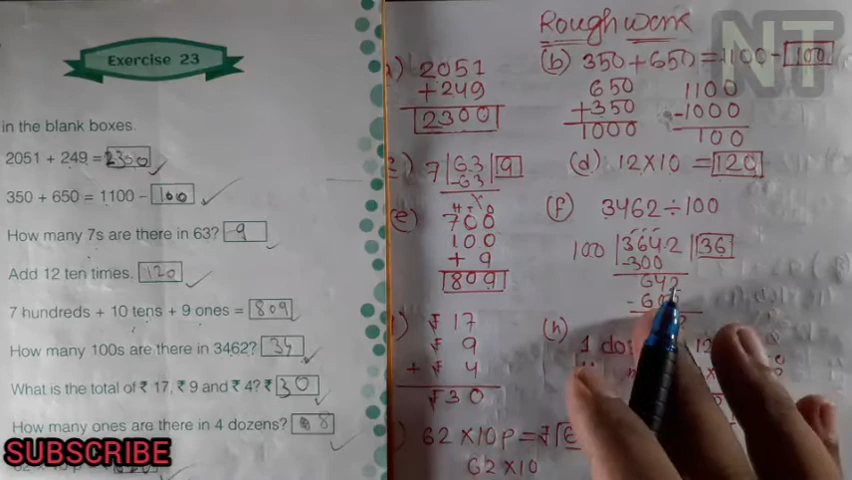 Exercise 23
in the blank boxes.
2051 + 249 = 2300
350 + 650 = 1100 - 100
How many 7s are there in 63? 9
Add 12 ten times. 120
7 hundreds + 10 tens + 9 ones = 809
How many 100s are there in 3462? 34
What is the total of ₹ 17, ₹ 9 and ₹ 4? 30
How many ones are there in 4 dozens? 8
SUBSCRIBE
Rough work
NT
2051
+249
2300
(b) 350+650=1100-100
650
+350
1000
1100
-1000
100
7 63 9
-63
x
(d) 12×10 = 120
(e) H T O
700
100
+ 9
809
(f) 3462÷100
100 3642 36
-300
642
₹ 17
₹ 9
+ ₹ 4
₹30
(h)
62×10P=₹
62×10